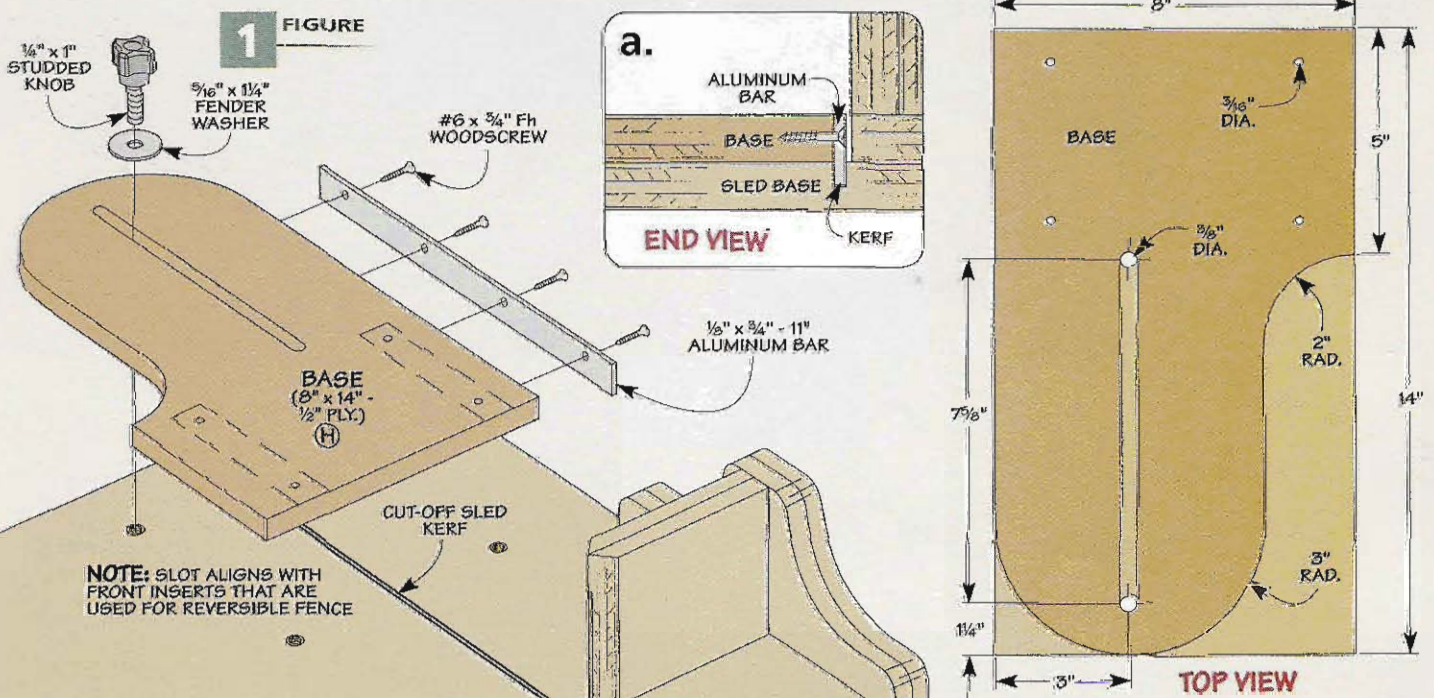 1 FIGURE
¼" x 1"
STUDDED
KNOB
5/16" x 1¼"
FENDER
WASHER
#6 x ¾" Fh
WOODSCREW
⅛" x ¾" - 11"
ALUMINUM BAR
BASE
(8" x 14" -
½" PLY.)
H
CUT-OFF SLED
KERF
NOTE: SLOT ALIGNS WITH
FRONT INSERTS THAT ARE
USED FOR REVERSIBLE FENCE
a.
ALUMINUM
BAR
BASE
SLED BASE
END VIEW
KERF
8"
3/16"
DIA.
BASE
5"
⅜"
DIA.
2"
RAD.
7⅝"
14"
3"
RAD.
1¼"
3"
TOP VIEW